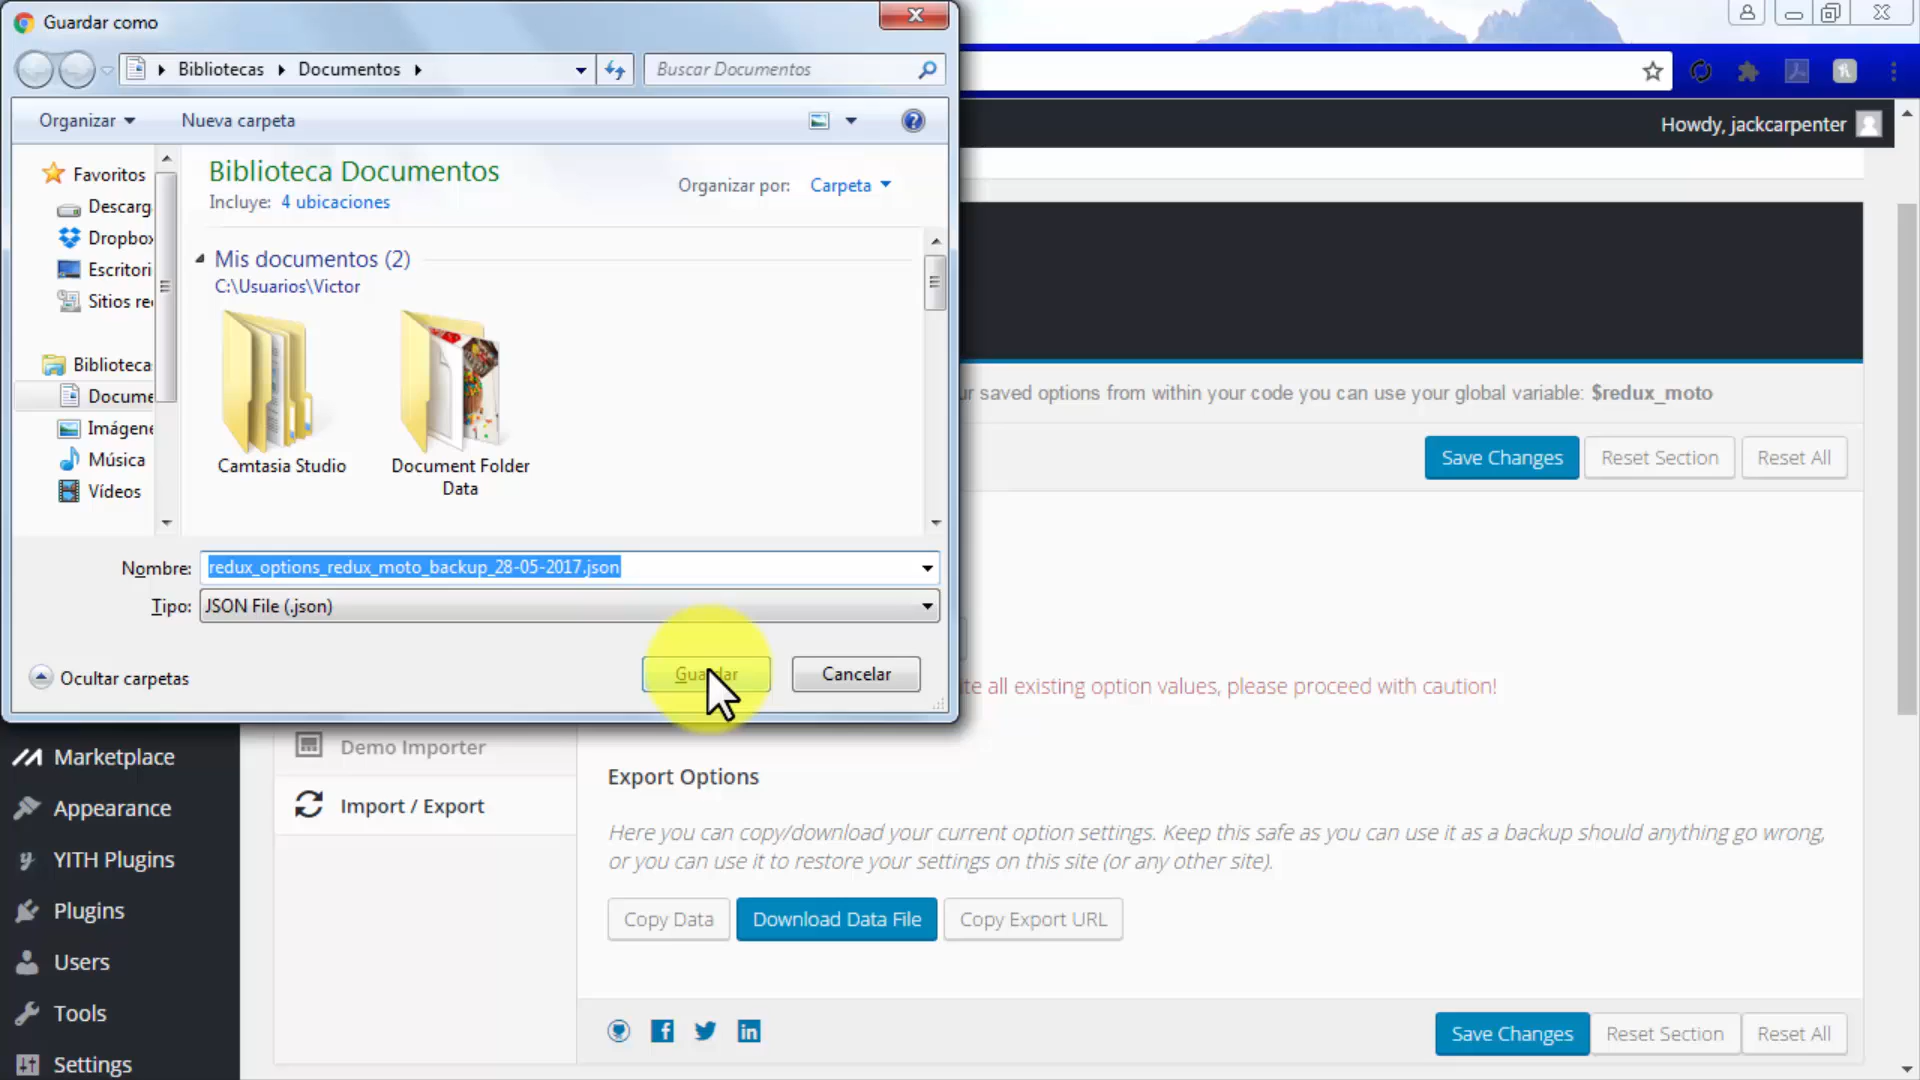 Guardar como
Bibliotecas
Documentos
Buscar Documentos
Organizar
Nueva carpeta
Howdy, jackcarpenter
Favoritos
Descarg
Dropbox
Escritori
Sitios re
Biblioteca
Docume
Imágene
Música
Vídeos
Biblioteca Documentos
Incluye: 4 ubicaciones
Organizar por: Carpeta
Mis documentos (2)
C:\Usuarios\Victor
Camtasia Studio
Document Folder
Data
Nombre: redux_options_redux_moto_backup_28-05-2017.json
Tipo: JSON File (.json)
Ocultar carpetas
Guardar
Cancelar
ur saved options from within your code you can use your global variable: $redux_moto
Save Changes
Reset Section
Reset All
te all existing option values, please proceed with caution!
Marketplace
Appearance
YITH Plugins
Plugins
Users
Tools
Settings
Demo Importer
Import / Export
Export Options
Here you can copy/download your current option settings. Keep this safe as you can use it as a backup should anything go wrong,
or you can use it to restore your settings on this site (or any other site).
Copy Data
Download Data File
Copy Export URL
Save Changes
Reset Section
Reset All